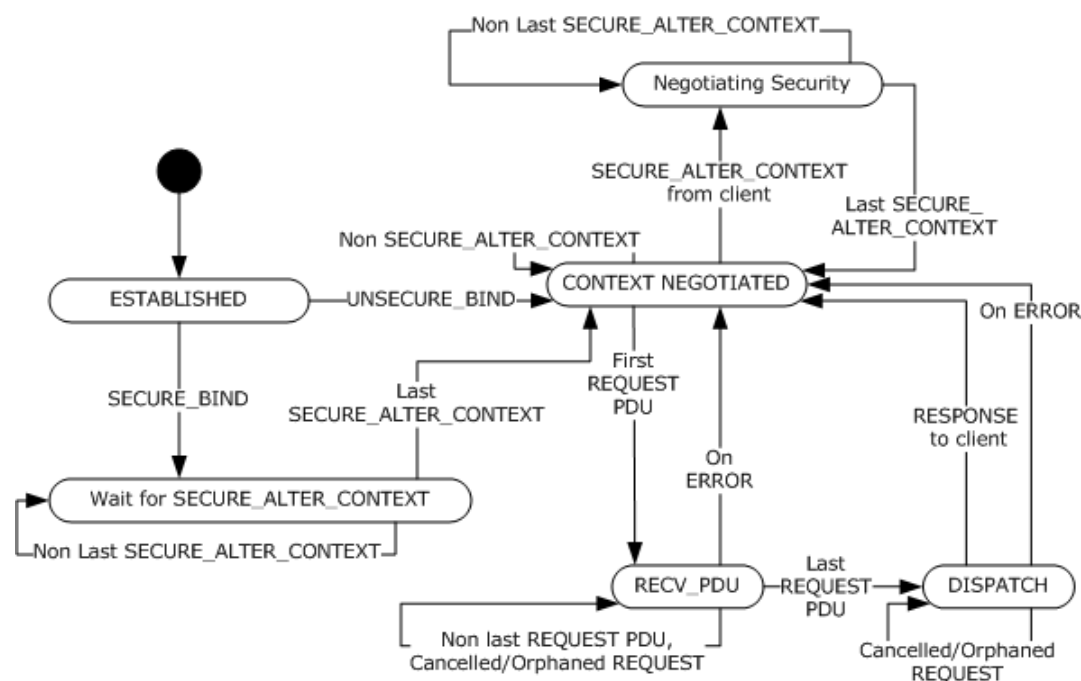 Non Last SECURE_ALTER_CONTEXT
Negotiating Security
SECURE_ALTER_CONTEXT
from client
Last SECURE_
ALTER_CONTEXT
Non SECURE_ALTER_CONTEXT
ESTABLISHED
UNSECURE_BIND
CONTEXT NEGOTIATED
On ERROR
SECURE_BIND
Last
SECURE_ALTER_CONTEXT
First
REQUEST
PDU
RESPONSE
to client
On
ERROR
Wait for SECURE_ALTER_CONTEXT
Non Last SECURE_ALTER_CONTEXT
RECV_PDU
Last
REQUEST
PDU
DISPATCH
Non last REQUEST PDU,
Cancelled/Orphaned REQUEST
Cancelled/Orphaned
REQUEST